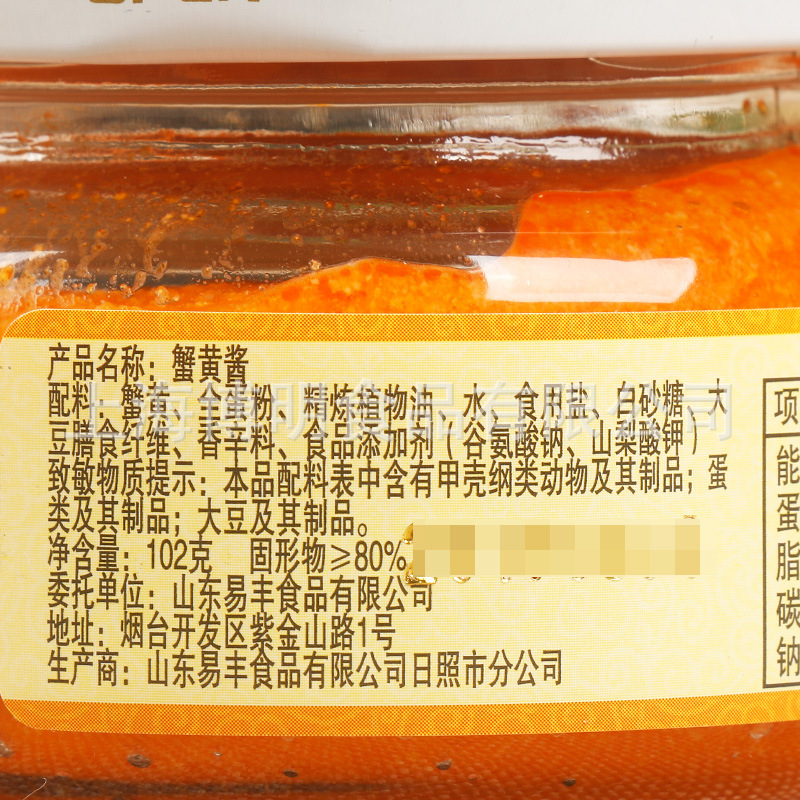 产品名称：蟹黄酱
配料：蟹黄、全蛋粉、精炼植物油、水、食用盐、白砂糖、大
豆膳食纤维、香辛料、食品添加剂（谷氨酸钠、山梨酸钾）
致敏物质提示：本品配料表中含有甲壳纲类动物及其制品；蛋
类及其制品；大豆及其制品。
净含量：102克 固形物≥80%
委托单位：山东易丰食品有限公司
地址：烟台开发区紫金山路1号
生产商：山东易丰食品有限公司日照市分公司
项
能
蛋
脂
碳
钠